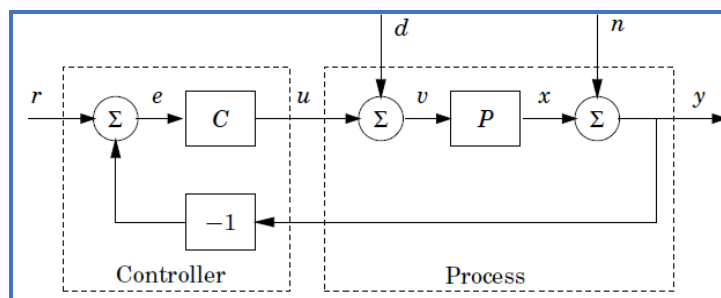 d n
r e u v x y
Σ C Σ P Σ
−1
Controller Process